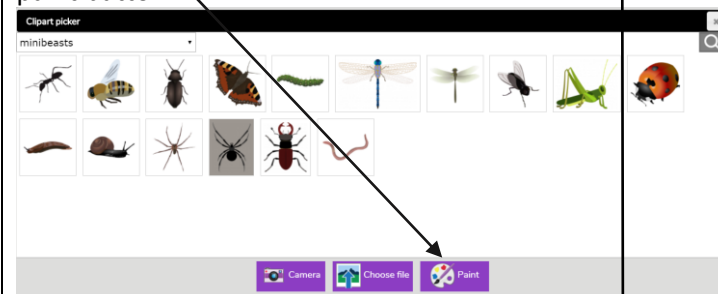 Clipart picker
minibeasts
Camera
Choose file
Paint